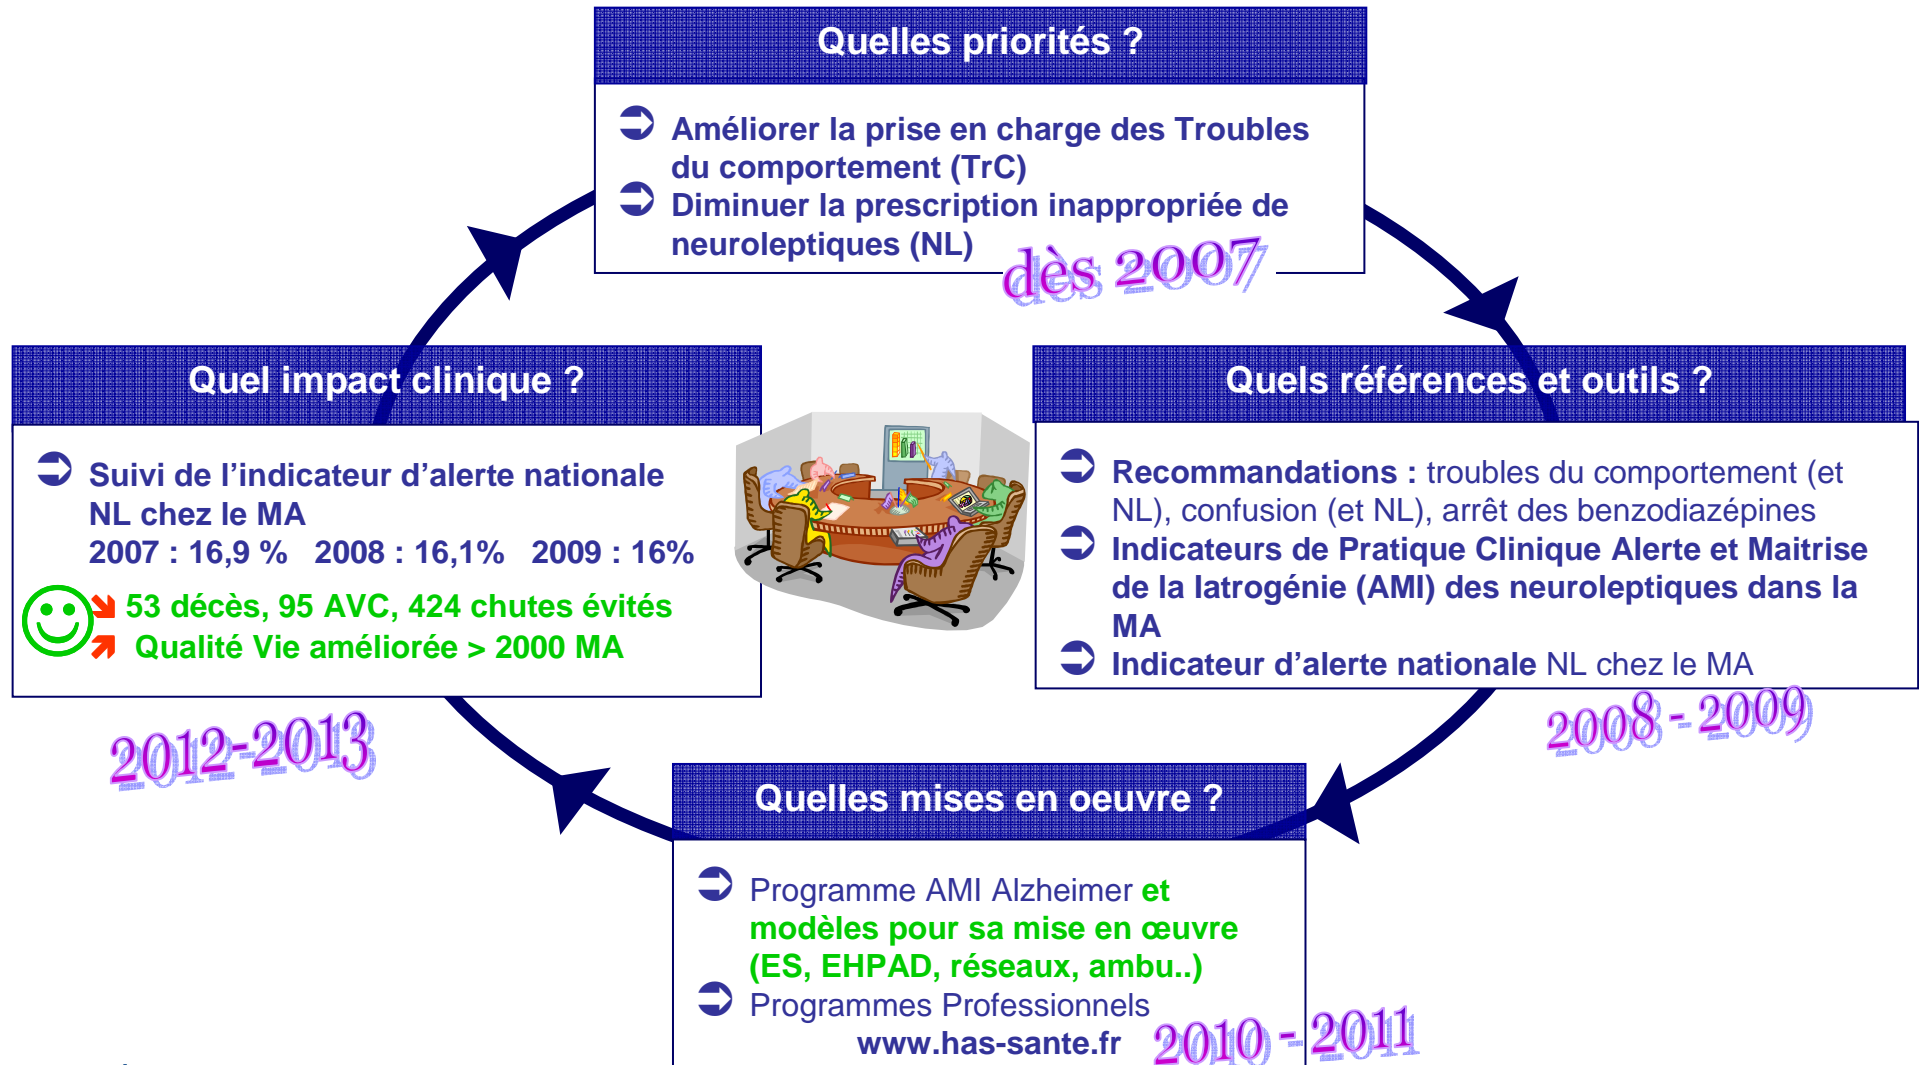 Quelles priorités ?
Améliorer la prise en charge des Troubles
du comportement (TrC)
Diminuer la prescription inappropriée de
neuroleptiques (NL)
dès 2007
Quels références et outils ?
Recommandations : troubles du comportement (et
NL), confusion (et NL), arrêt des benzodiazépines
Indicateurs de Pratique Clinique Alerte et Maitrise
de la Iatrogénie (AMI) des neuroleptiques dans la
MA
Indicateur d'alerte nationale NL chez le MA
2008 - 2009
Quelles mises en oeuvre ?
Programme AMI Alzheimer et
modèles pour sa mise en œuvre
(ES, EHPAD, réseaux, ambu..)
Programmes Professionnels
www.has-sante.fr
2010 - 2011
Quel impact clinique ?
Suivi de l'indicateur d'alerte nationale
NL chez le MA
2007 : 16,9 % 2008 : 16,1% 2009 : 16%
53 décès, 95 AVC, 424 chutes évités
Qualité Vie améliorée > 2000 MA
2012-2013